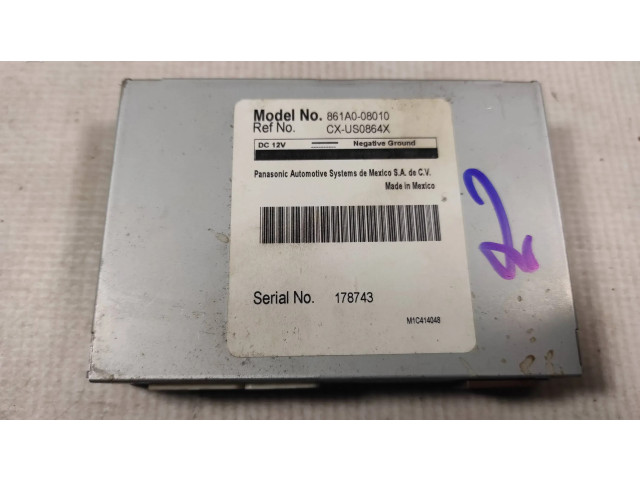 Model No. 861A0-08010
Ref No. CX-US0864X
DC 12V Negative Ground
Panasonic Automotive Systems de Mexico S.A. de C.V.
Made in Mexico
Serial No. 178743
M1C414048
2